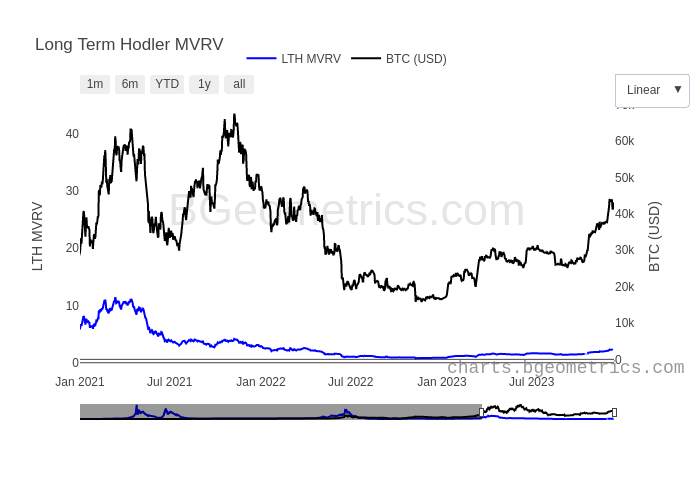 Long Term Hodler MVRV
LTH MVRV BTC (USD)
1m 6m YTD 1y all
Linear ▼
70k
40
60k
50k
30
40k
BGeometrics.com
LTH MVRV
BTC (USD)
20
30k
20k
10
10k
0
0
charts.bgeometrics.com
Jan 2021 Jul 2021 Jan 2022 Jul 2022 Jan 2023 Jul 2023